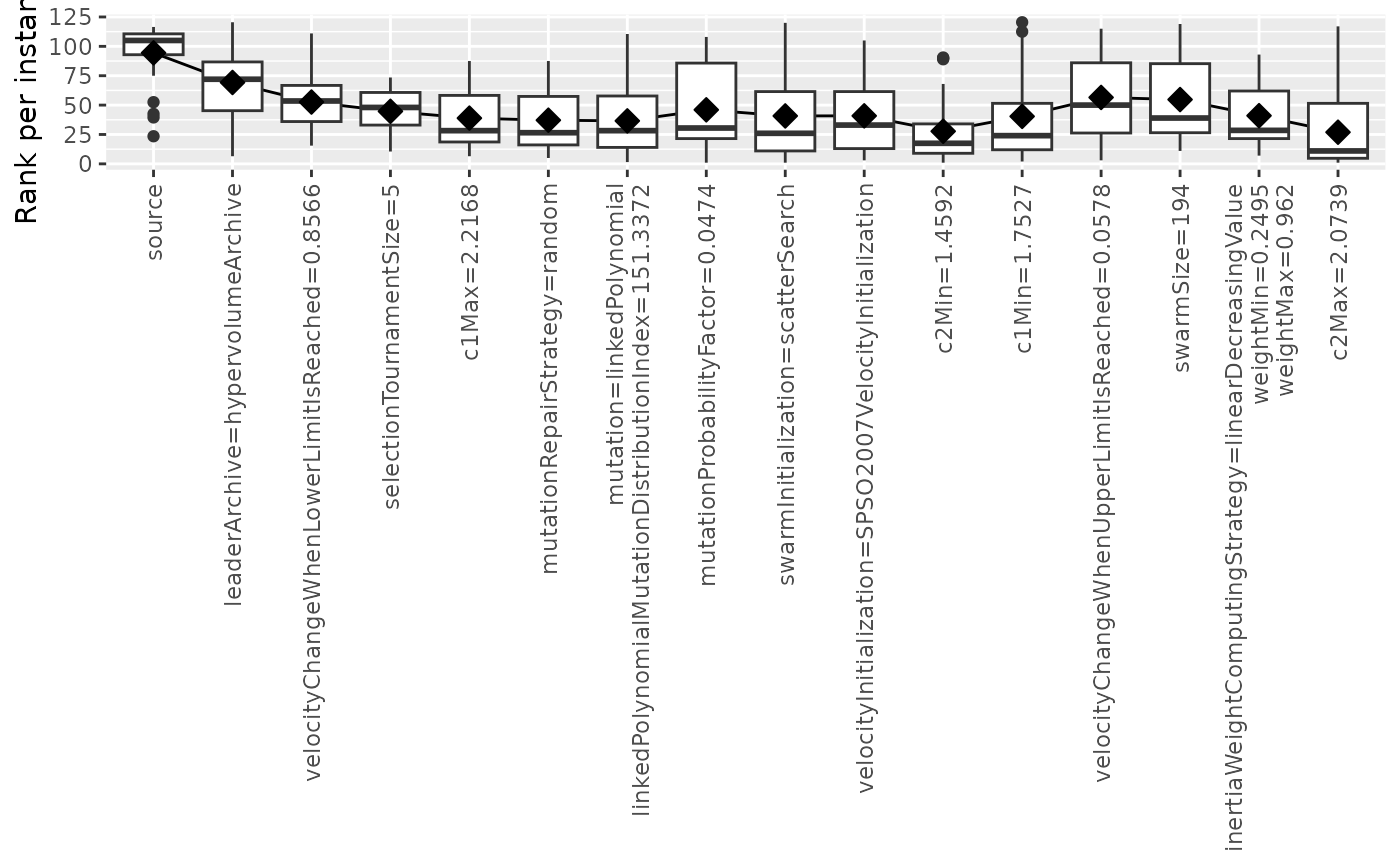 Rank per instan
125
100
75
50
25
0
source
leaderArchive=hypervolumeArchive
velocityChangeWhenLowerLimitIsReached=0.8566
selectionTournamentSize=5
c1Max=2.2168
mutationRepairStrategy=random
mutation=linkedPolynomial
linkedPolynomialMutationDistributionIndex=151.3372
mutationProbabilityFactor=0.0474
swarmInitialization=scatterSearch
velocityInitialization=SPSO2007VelocityInitialization
c2Min=1.4592
c1Min=1.7527
velocityChangeWhenUpperLimitIsReached=0.0578
swarmSize=194
inertiaWeightComputingStrategy=linearDecreasingValue
weightMin=0.2495
weightMax=0.962
c2Max=2.0739